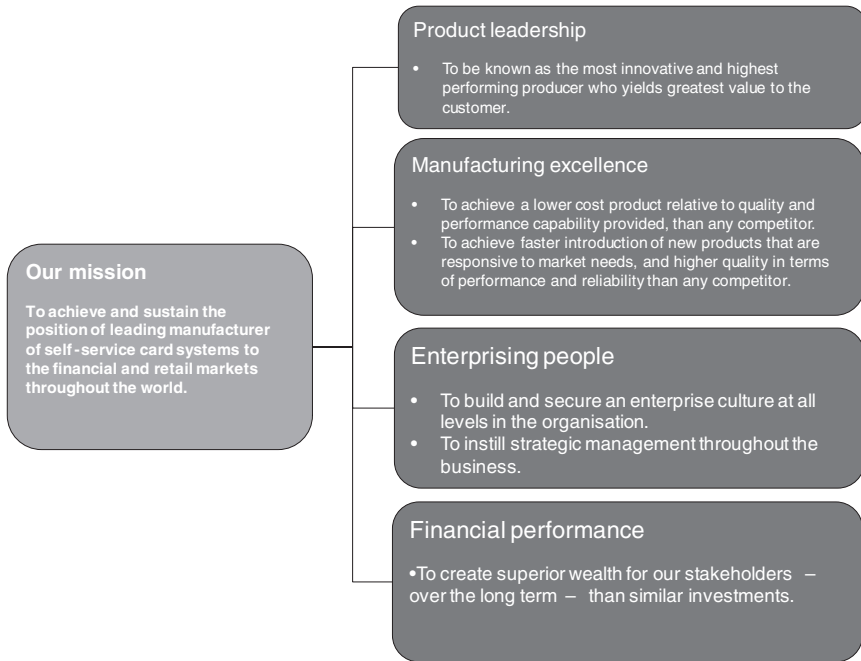 Our mission
To achieve and sustain the
position of leading manufacturer
of self-service card systems to
the financial and retail markets
throughout the world.
Product leadership
• To be known as the most innovative and highest
performing producer who yields greatest value to the
customer.
Manufacturing excellence
• To achieve a lower cost product relative to quality and
performance capability provided, than any competitor.
• To achieve faster introduction of new products that are
responsive to market needs, and higher quality in terms
of performance and reliability than any competitor.
Enterprising people
• To build and secure an enterprise culture at all
levels in the organisation.
• To instill strategic management throughout the
business.
Financial performance
•To create superior wealth for our stakeholders –
over the long term – than similar investments.